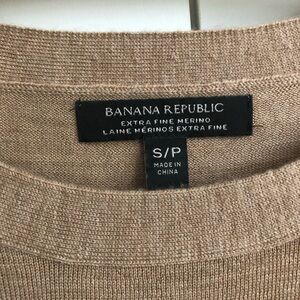 BANANA REPUBLIC
EXTRA FINE MERINO
LAINE MÉRINOS EXTRA FINE
S/P
MADE IN
CHINA